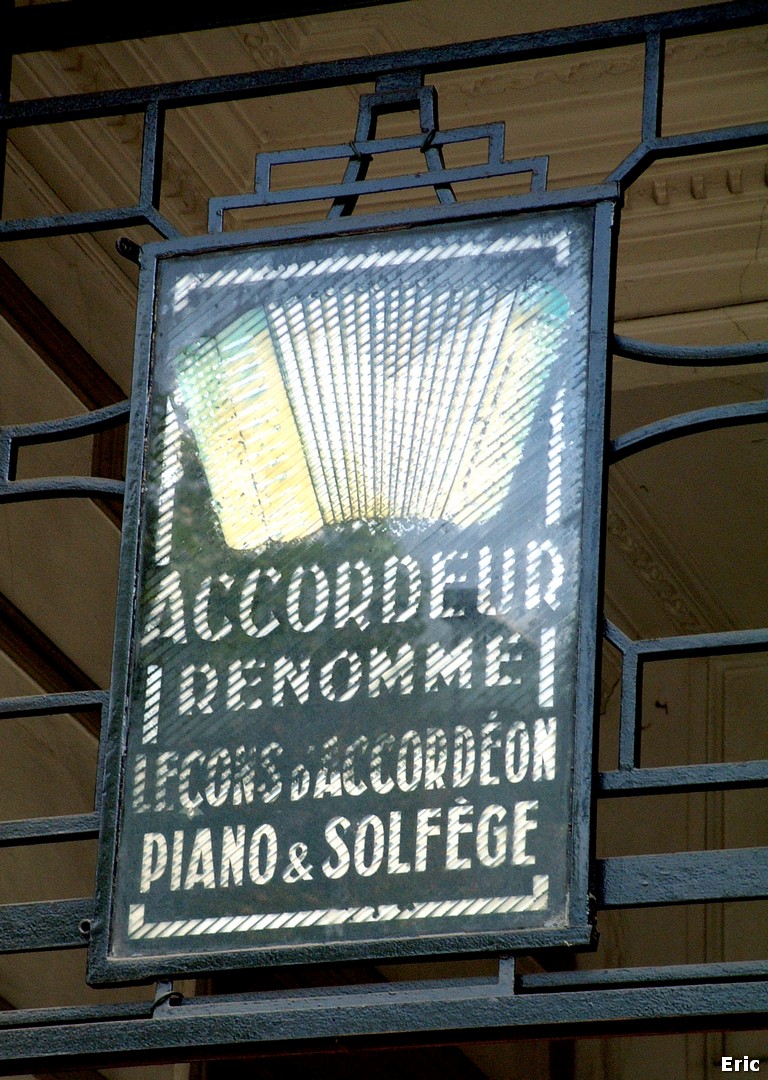 ACCORDEUR
RENOMMÉ
LEÇONS D'ACCORDÉON
PIANO & SOLFÈGE
Eric